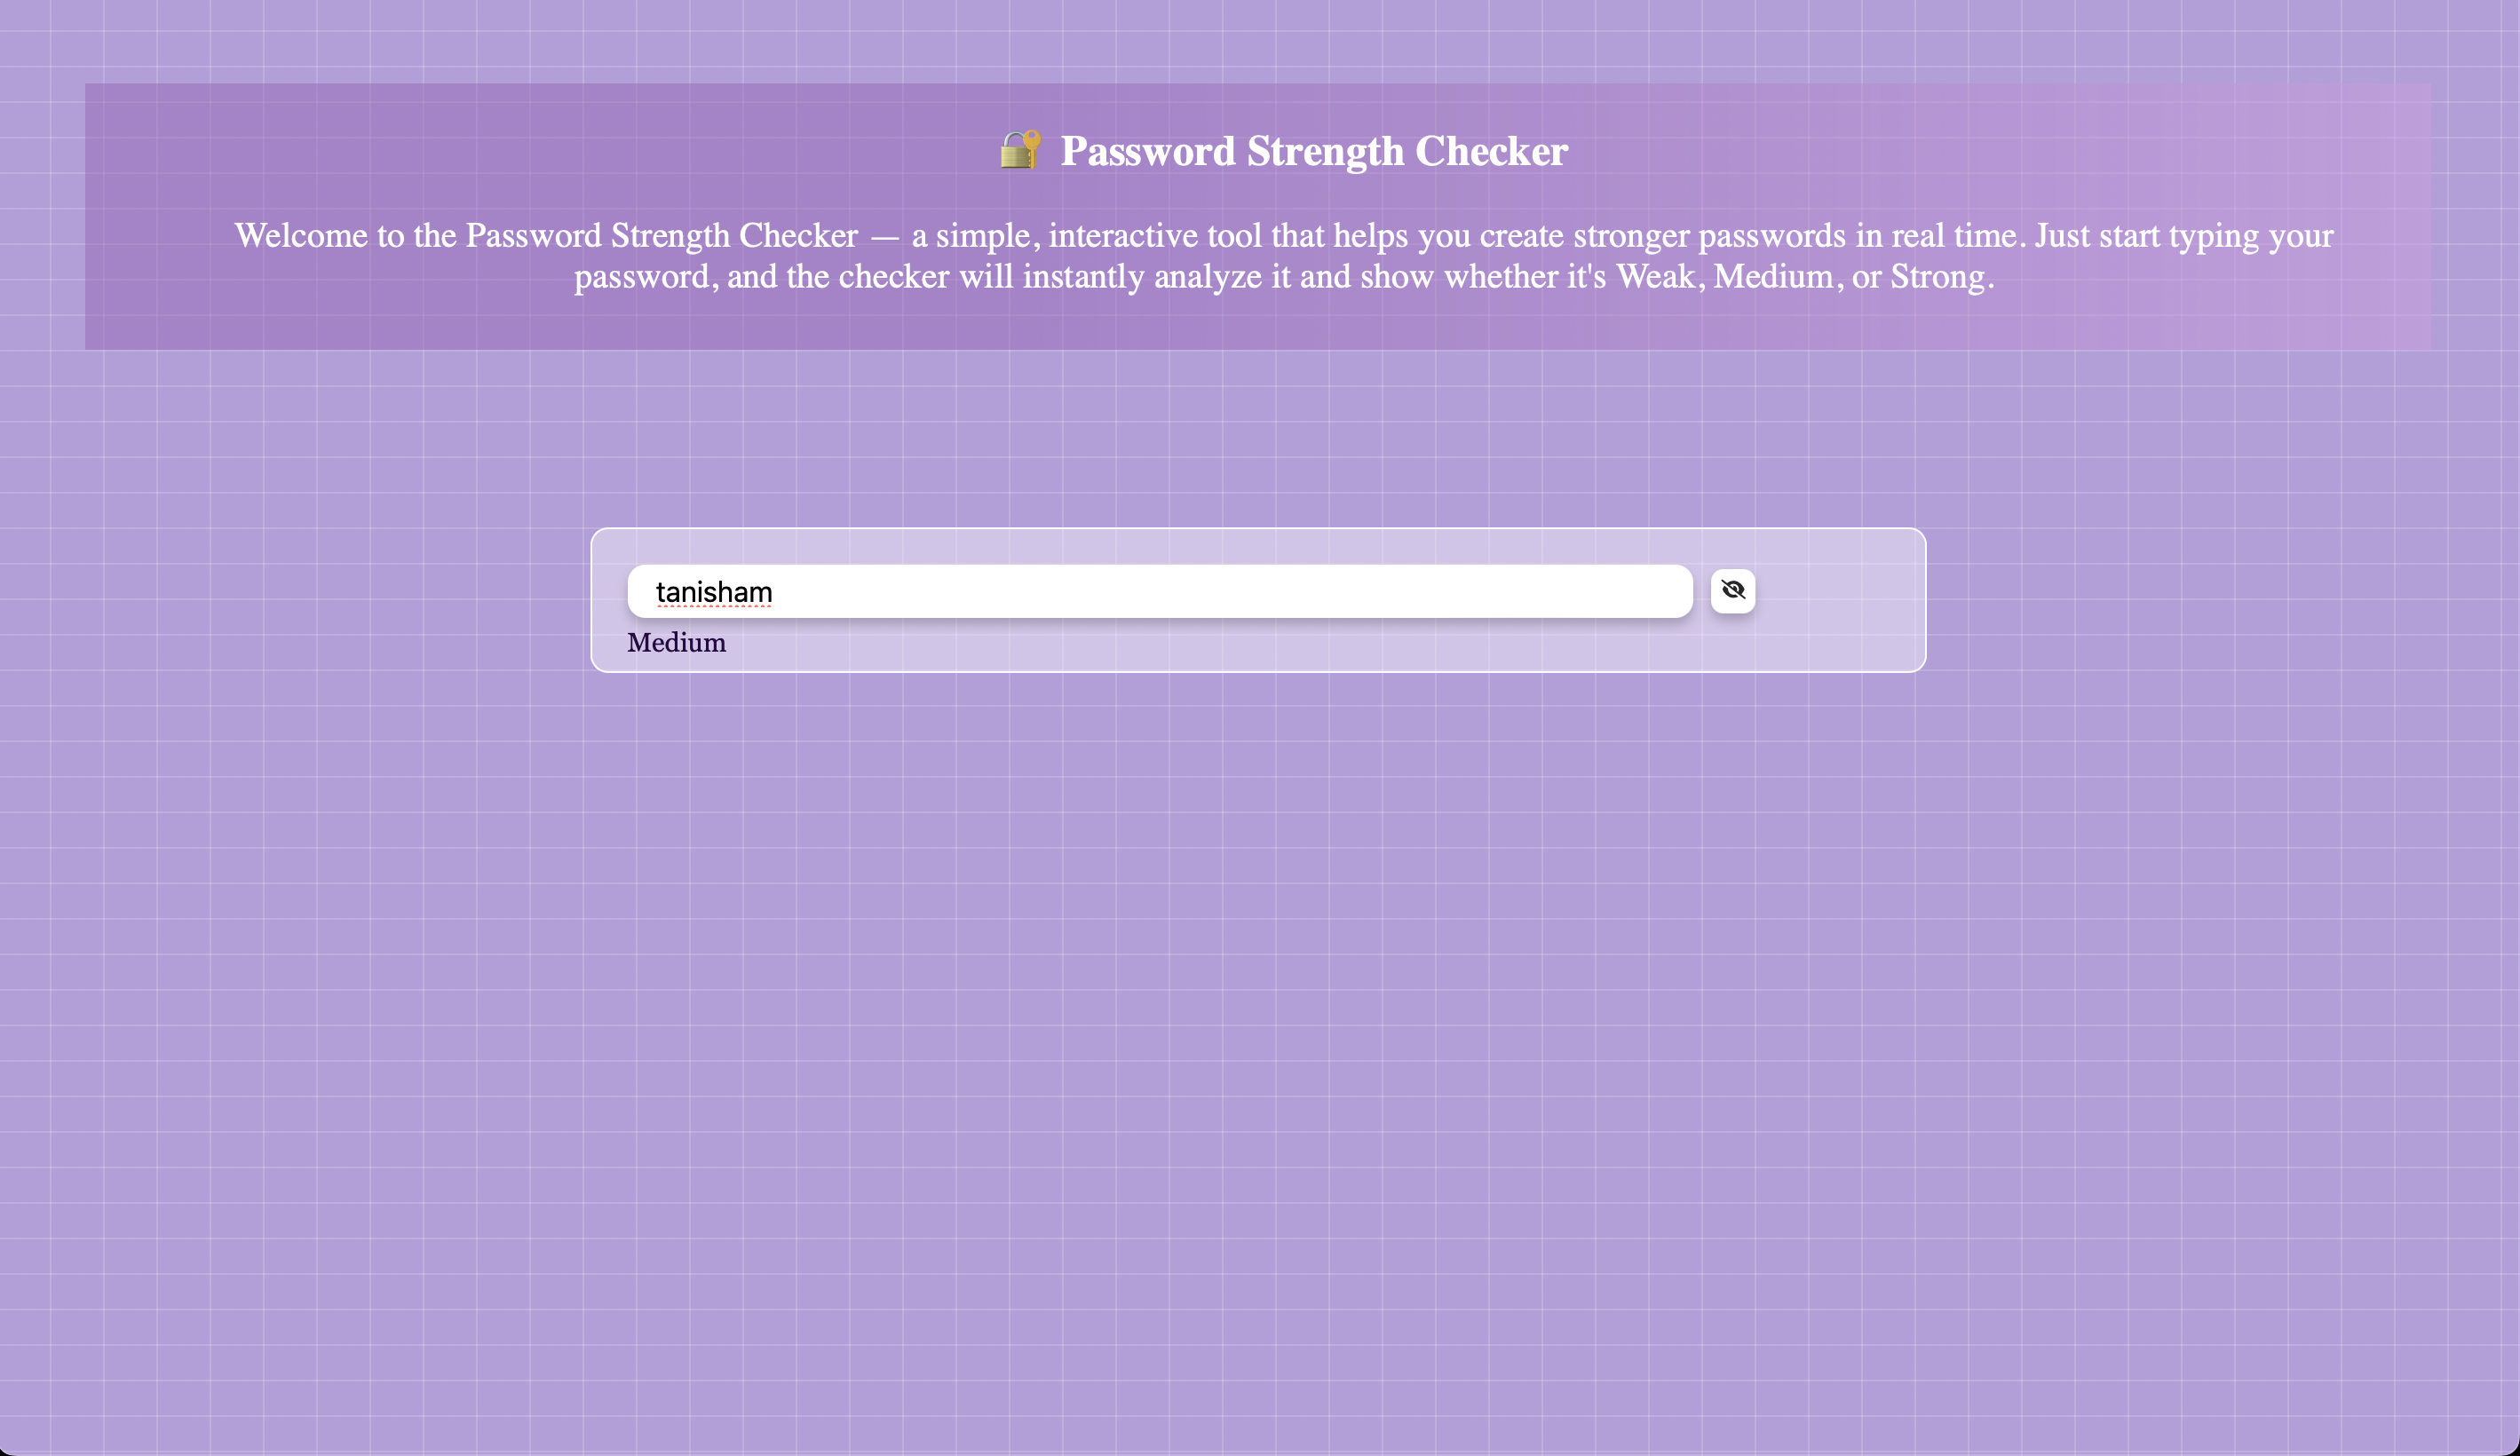 🔐 Password Strength Checker
Welcome to the Password Strength Checker — a simple, interactive tool that helps you create stronger passwords in real time. Just start typing your
password, and the checker will instantly analyze it and show whether it's Weak, Medium, or Strong.
tanisham
Medium